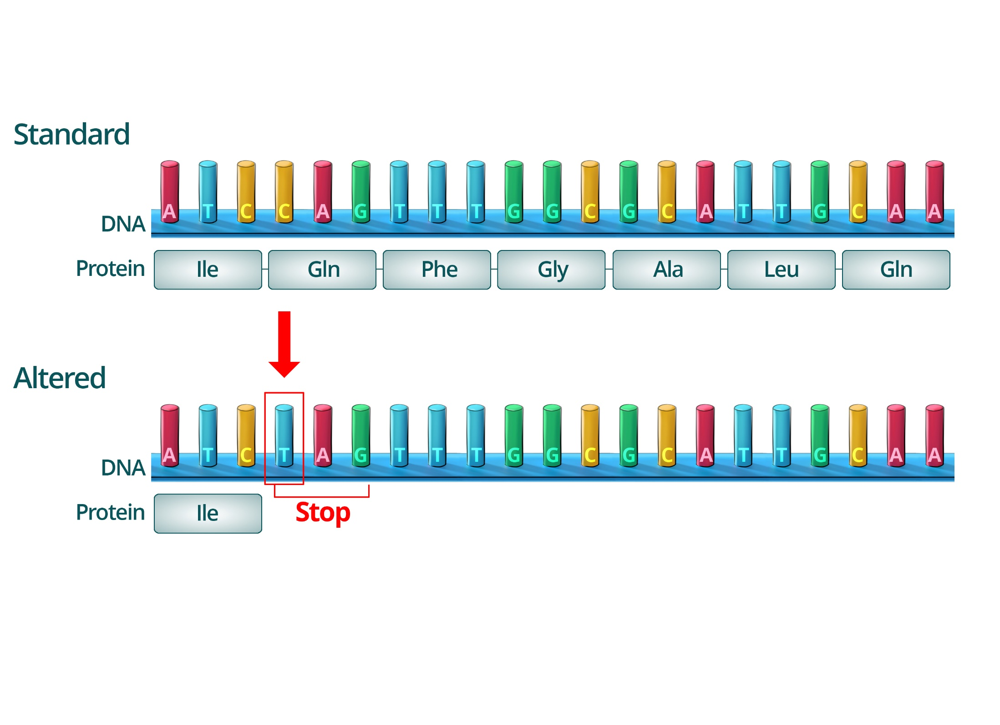 Standard
DNA A T C C A G T T T G G C G C A T T G C A A
Protein Ile Gln Phe Gly Ala Leu Gln
Altered
DNA A T C T A G T T T G G C G C A T T G C A A
Protein Ile Stop